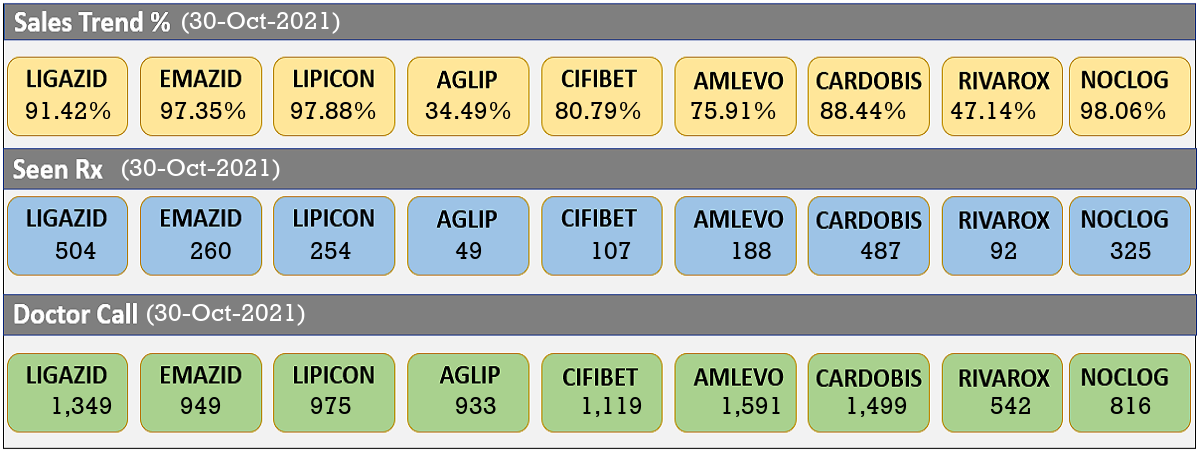 Sales Trend % (30-Oct-2021)
LIGAZID EMAZID LIPICON AGLIP CIFIBET AMLEVO CARDOBIS RIVAROX NOCLOG
91.42% 97.35% 97.88% 34.49% 80.79% 75.91% 88.44% 47.14% 98.06%
Seen Rx (30-Oct-2021)
LIGAZID EMAZID LIPICON AGLIP CIFIBET AMLEVO CARDOBIS RIVAROX NOCLOG
504 260 254 49 107 188 487 92 325
Doctor Call (30-Oct-2021)
LIGAZID EMAZID LIPICON AGLIP CIFIBET AMLEVO CARDOBIS RIVAROX NOCLOG
1,349 949 975 933 1,119 1,591 1,499 542 816